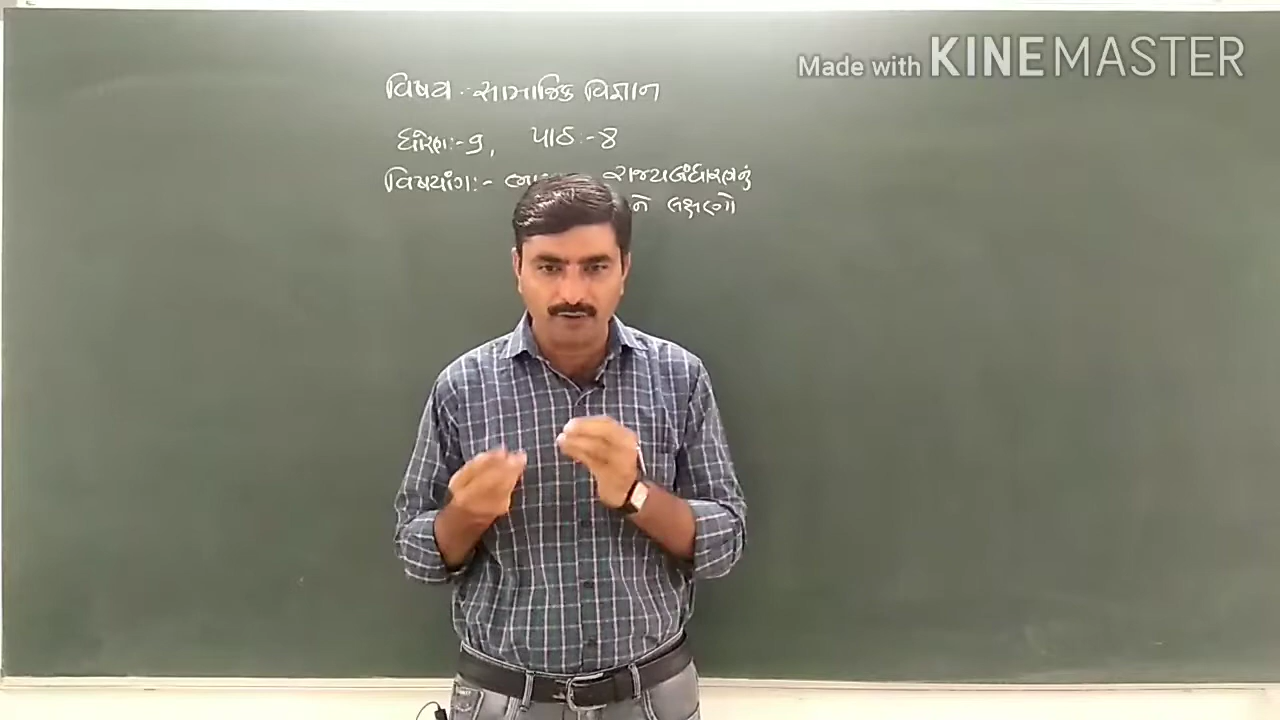 Made with KINEMASTER
વિષય :- સામાજિક વિજ્ઞાન
ધોરણ :- 9, પાઠ :- 8
વિષયાંગ :- રાજ્યબંધારણનું
ને લક્ષણો